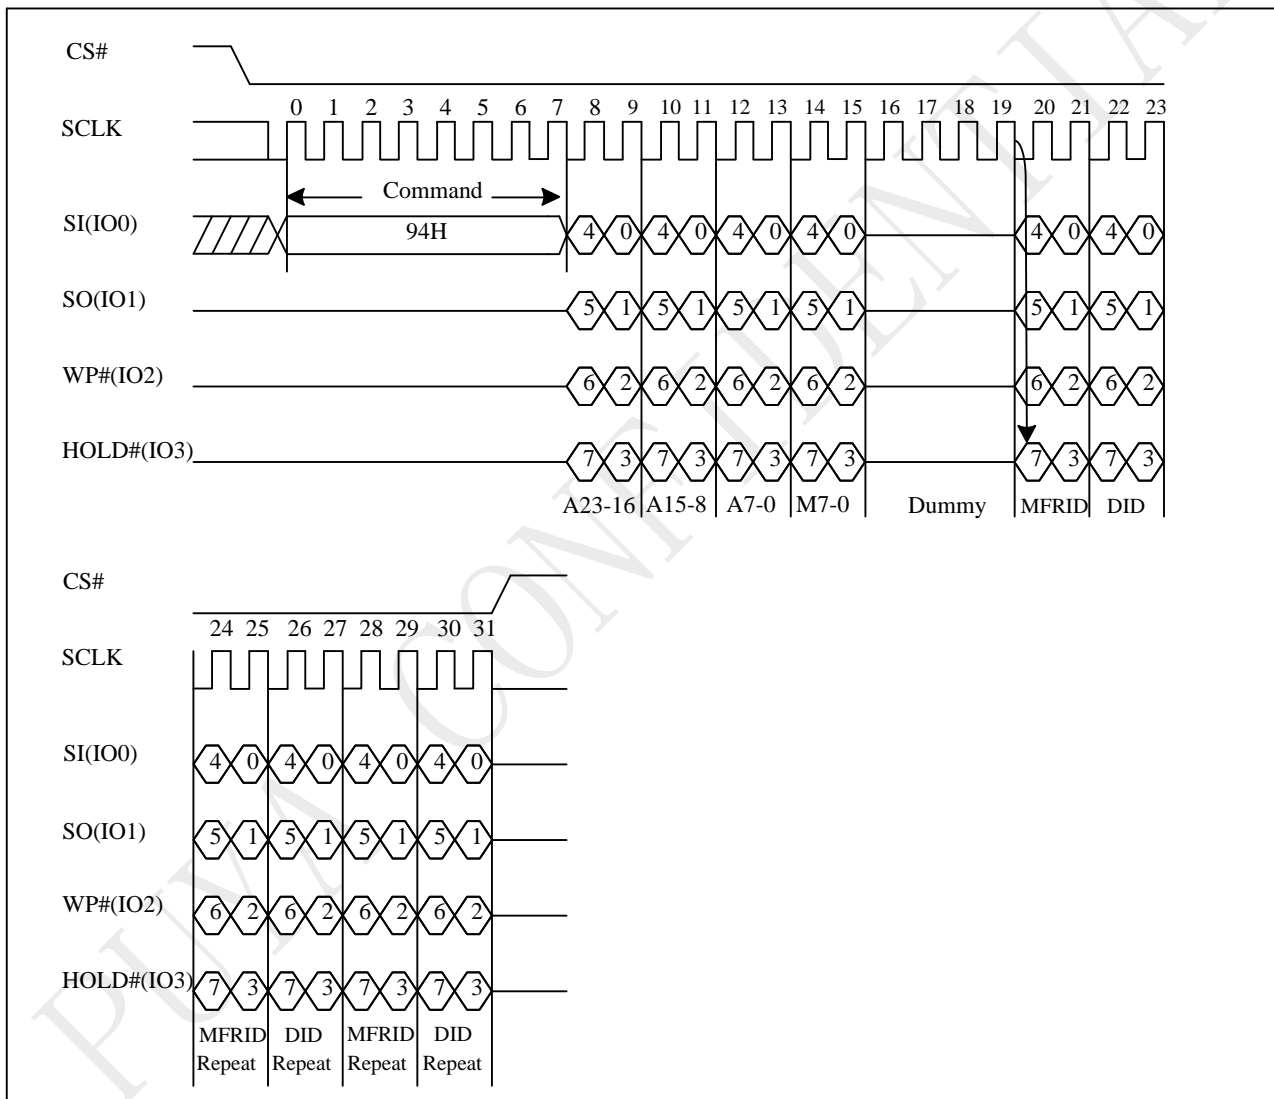 CS#
0 1 2 3 4 5 6 7 8 9 10 11 12 13 14 15 16 17 18 19 20 21 22 23
SCLK
Command
SI(IO0) 94H 4 0 4 0 4 0 4 0 4 0 4 0
SO(IO1) 5 1 5 1 5 1 5 1 5 1 5 1
WP#(IO2) 6 2 6 2 6 2 6 2 6 2 6 2
HOLD#(IO3) 7 3 7 3 7 3 7 3 7 3 7 3
A23-16 A15-8 A7-0 M7-0 Dummy MFRID DID
CS#
24 25 26 27 28 29 30 31
SCLK
SI(IO0) 4 0 4 0 4 0 4 0
SO(IO1) 5 1 5 1 5 1 5 1
WP#(IO2) 6 2 6 2 6 2 6 2
HOLD#(IO3) 7 3 7 3 7 3 7 3
MFRID DID MFRID DID
Repeat Repeat Repeat Repeat
PUYA CONFIDENTIAL